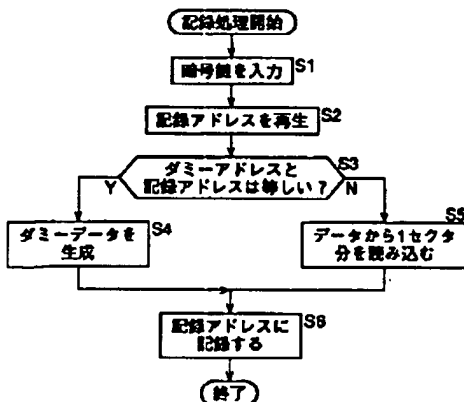 記録処理開始
暗号鍵を入力
S1
記録アドレスを再生
S2
ダミーアドレスと
記録アドレスは等しい？
S3
Y
N
ダミーデータを
生成
S4
データから1セクタ
分を読み込む
S5
記録アドレスに
記録する
S6
終了